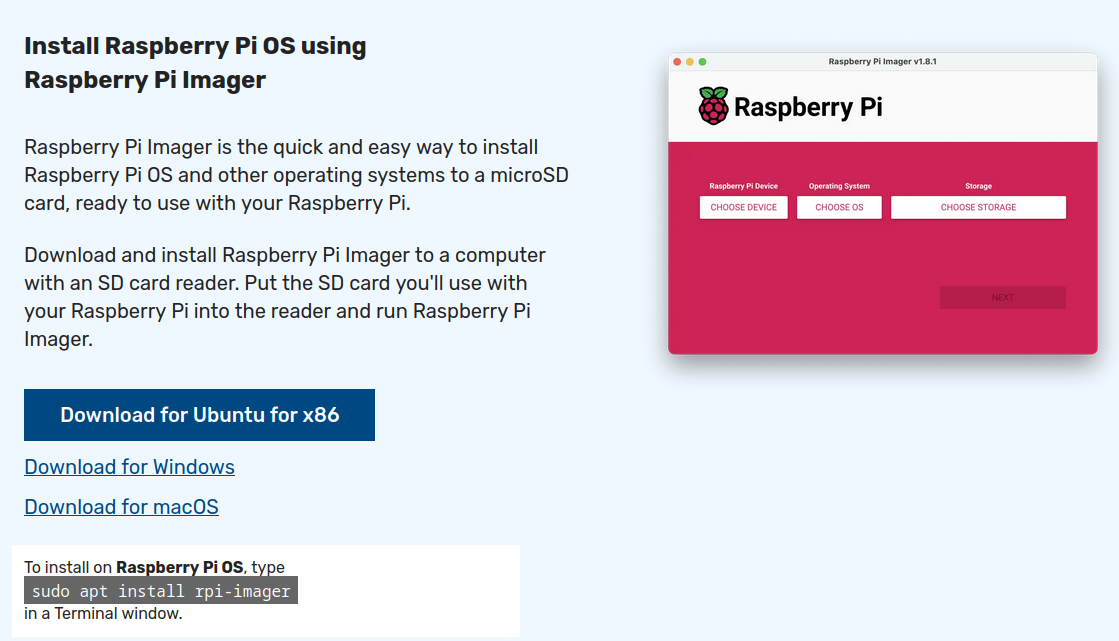 Install Raspberry Pi OS using
Raspberry Pi Imager
Raspberry Pi Imager is the quick and easy way to install
Raspberry Pi OS and other operating systems to a microSD
card, ready to use with your Raspberry Pi.
Download and install Raspberry Pi Imager to a computer
with an SD card reader. Put the SD card you'll use with
your Raspberry Pi into the reader and run Raspberry Pi
Imager.
Download for Ubuntu for x86
Download for Windows
Download for macOS
To install on Raspberry Pi OS, type
sudo apt install rpi-imager
in a Terminal window.
Raspberry Pi Imager v1.8.1
Raspberry Pi
Raspberry Pi Device Operating System Storage
CHOOSE DEVICE CHOOSE OS CHOOSE STORAGE
NEXT